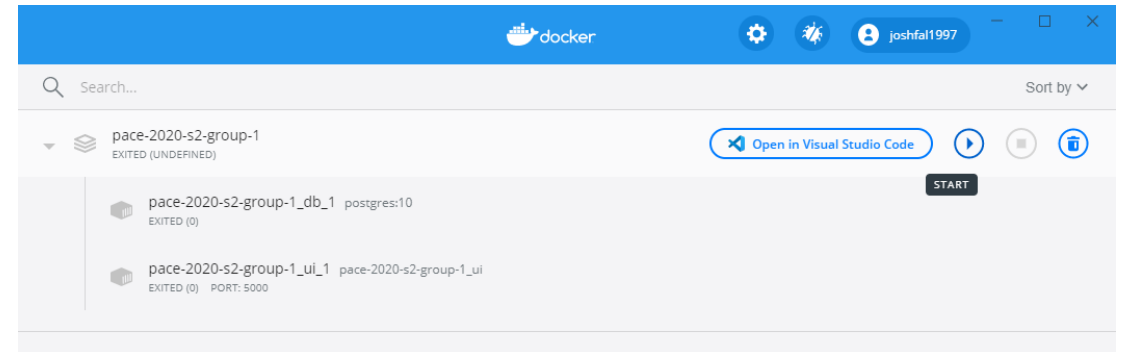 docker
joshfal1997
Search...
Sort by
pace-2020-s2-group-1
EXITED (UNDEFINED)
Open in Visual Studio Code
START
pace-2020-s2-group-1_db_1 postgres:10
EXITED (0)
pace-2020-s2-group-1_ui_1 pace-2020-s2-group-1_ui
EXITED (0) PORT: 5000